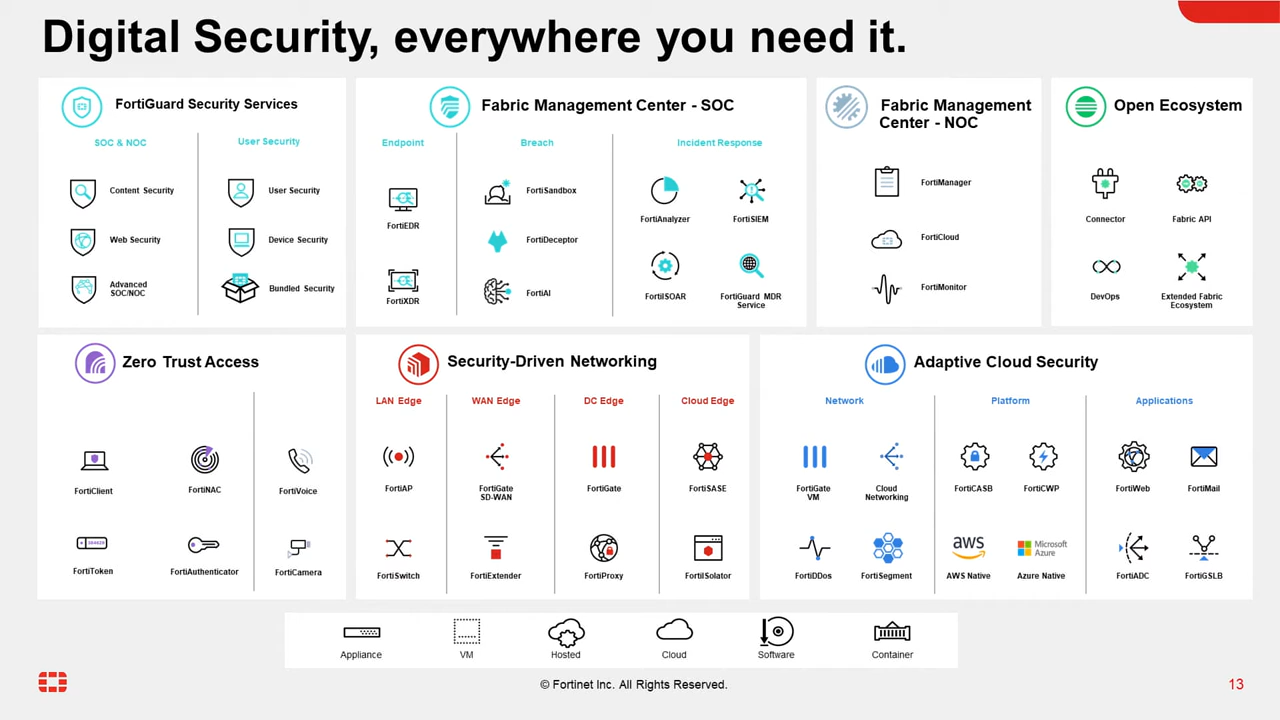 Digital Security, everywhere you need it.
FortiGuard Security Services
SOC & NOC
User Security
Content Security
User Security
Web Security
Device Security
Advanced
SOC/NOC
Bundled Security
Fabric Management Center - SOC
Endpoint
Breach
Incident Response
FortiEDR
FortiSandbox
FortiAnalyzer
FortiSIEM
FortiDeceptor
FortiXDR
FortiAI
FortiSOAR
FortiGuard MDR
Service
Fabric Management
Center - NOC
FortiManager
FortiCloud
FortiMonitor
Open Ecosystem
Connector
Fabric API
DevOps
Extended Fabric
Ecosystem
Zero Trust Access
FortiClient
FortiNAC
FortiVoice
FortiToken
FortiAuthenticator
FortiCamera
Security-Driven Networking
LAN Edge
WAN Edge
DC Edge
Cloud Edge
FortiAP
FortiGate
SD-WAN
FortiGate
FortiSASE
FortiSwitch
FortiExtender
FortiProxy
FortiISolator
Adaptive Cloud Security
Network
Platform
Applications
FortiGate
VM
Cloud
Networking
FortiCASB
FortiCWP
FortiWeb
FortiMail
aws
Microsoft
Azure
FortiDDos
FortiSegment
AWS Native
Azure Native
FortiADC
FortiGSLB
Appliance
VM
Hosted
Cloud
Software
Container
© Fortinet Inc. All Rights Reserved.
13